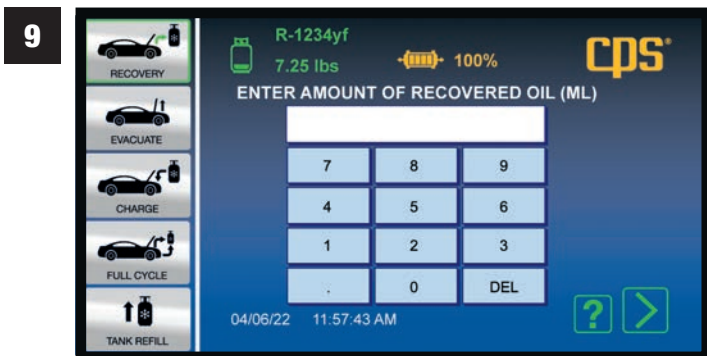 9
RECOVERY
EVACUATE
CHARGE
FULL CYCLE
TANK REFILL
R-1234yf
7.25 lbs
100%
cps®
ENTER AMOUNT OF RECOVERED OIL (ML)
7 8 9
4 5 6
1 2 3
. 0 DEL
04/06/22 11:57:43 AM
?